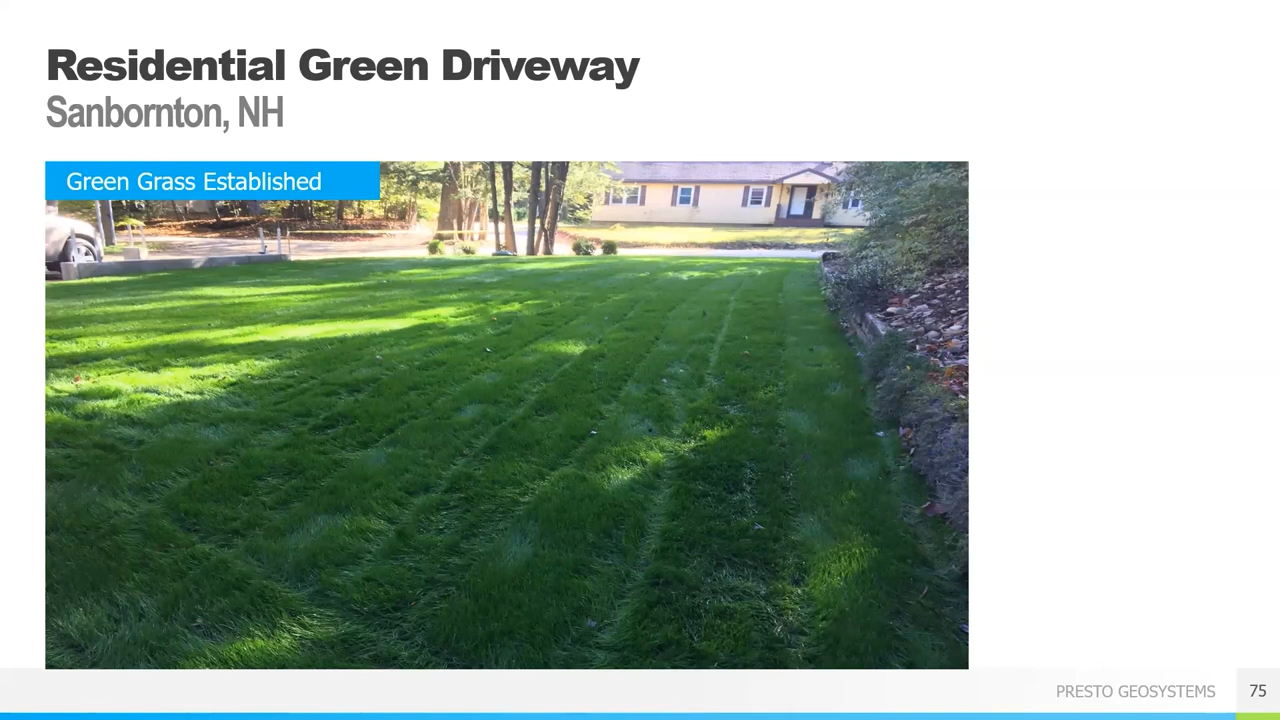 Residential Green Driveway
Sanbornton, NH
Green Grass Established
PRESTO GEOSYSTEMS
75